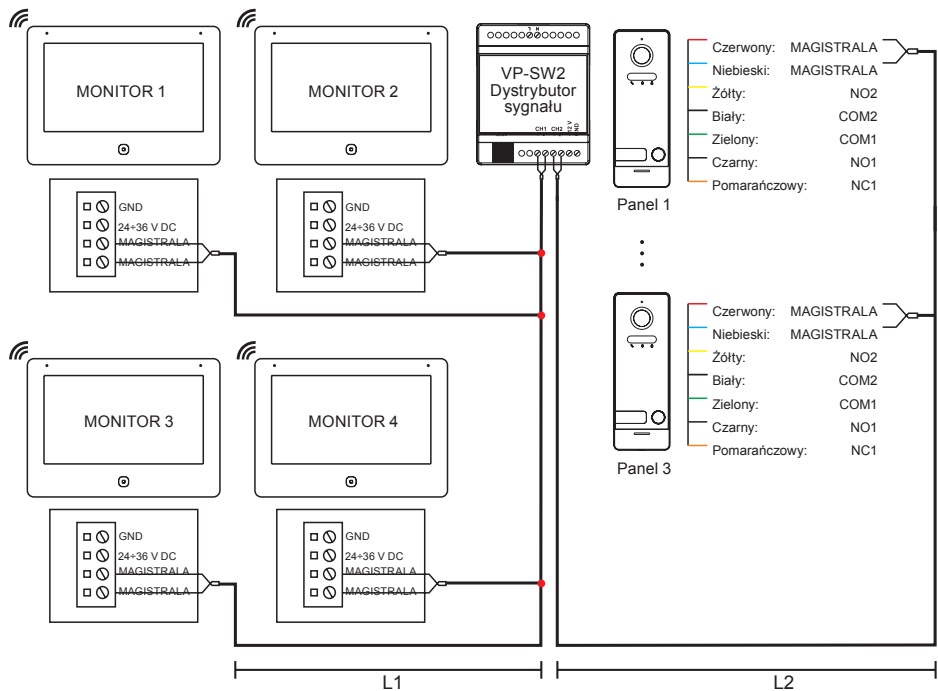 MONITOR 1
MONITOR 2
L N
VP-SW2
Dystrybutor
sygnału
CH1 CH2 12 V GND
Panel 1
Czerwony: MAGISTRALA
Niebieski: MAGISTRALA
Żółty: NO2
Biały: COM2
Zielony: COM1
Czarny: NO1
Pomarańczowy: NC1
GND
24÷36 V DC
MAGISTRALA
MAGISTRALA
GND
24÷36 V DC
MAGISTRALA
MAGISTRALA
MONITOR 3
MONITOR 4
Panel 3
Czerwony: MAGISTRALA
Niebieski: MAGISTRALA
Żółty: NO2
Biały: COM2
Zielony: COM1
Czarny: NO1
Pomarańczowy: NC1
GND
24÷36 V DC
MAGISTRALA
MAGISTRALA
GND
24÷36 V DC
MAGISTRALA
MAGISTRALA
L1
L2